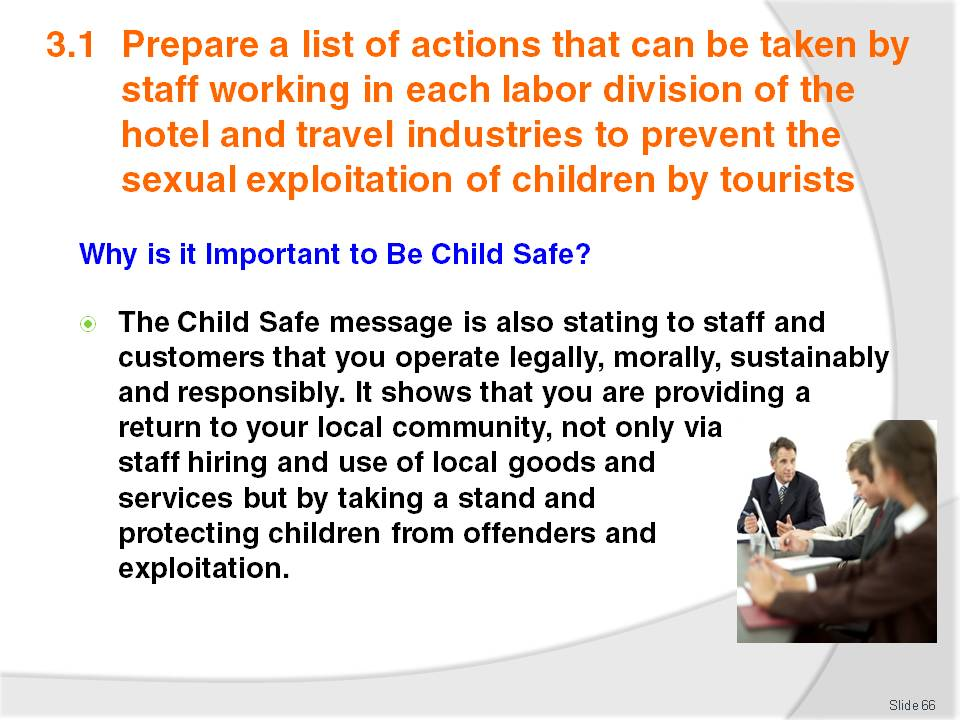 3.1 Prepare a list of actions that can be taken by
staff working in each labor division of the
hotel and travel industries to prevent the
sexual exploitation of children by tourists
Why is it Important to Be Child Safe?
The Child Safe message is also stating to staff and
customers that you operate legally, morally, sustainably
and responsibly. It shows that you are providing a
return to your local community, not only via
staff hiring and use of local goods and
services but by taking a stand and
protecting children from offenders and
exploitation.
Slide 66